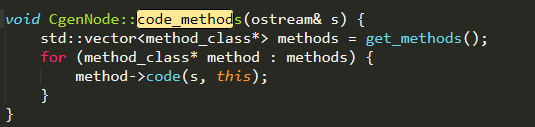 void CgenNode::code_methods(ostream& s) {
    std::vector<method_class*> methods = get_methods();
    for (method_class* method : methods) {
        method->code(s, this);
    }
}